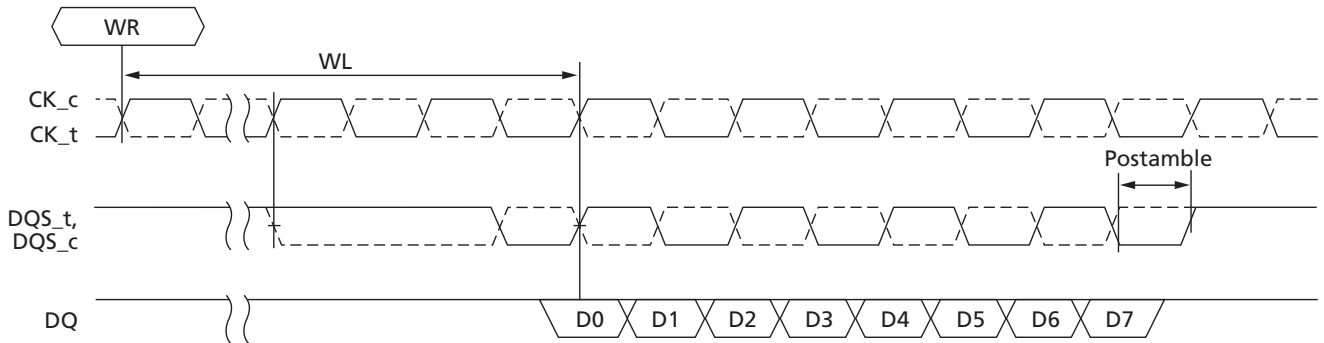 WR
WL
CK_c
CK_t
Postamble
DQS_t,
DQS_c
DQ
D0
D1
D2
D3
D4
D5
D6
D7